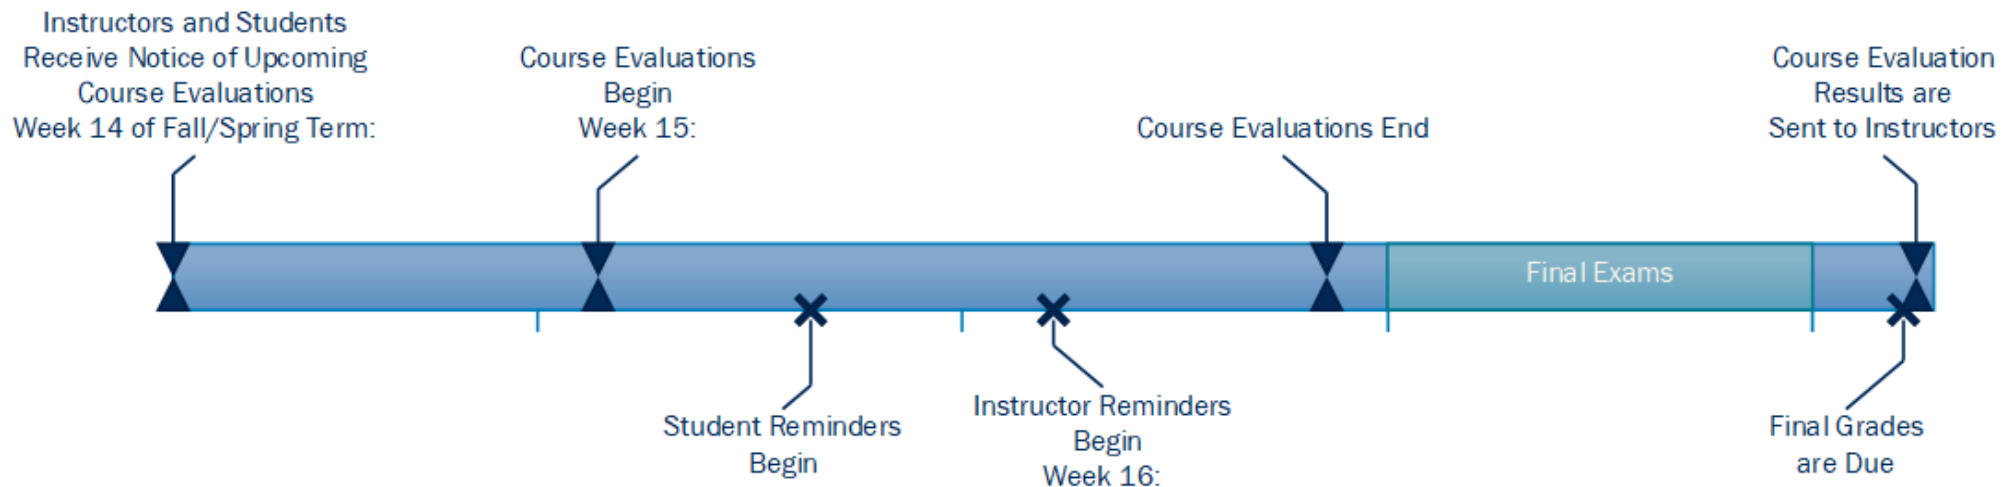 Instructors and Students
Receive Notice of Upcoming
Course Evaluations
Week 14 of Fall/Spring Term:
Course Evaluations
Begin
Week 15:
Course Evaluations End
Course Evaluation
Results are
Sent to Instructors
Final Exams
Student Reminders
Begin
Instructor Reminders
Begin
Week 16:
Final Grades
are Due